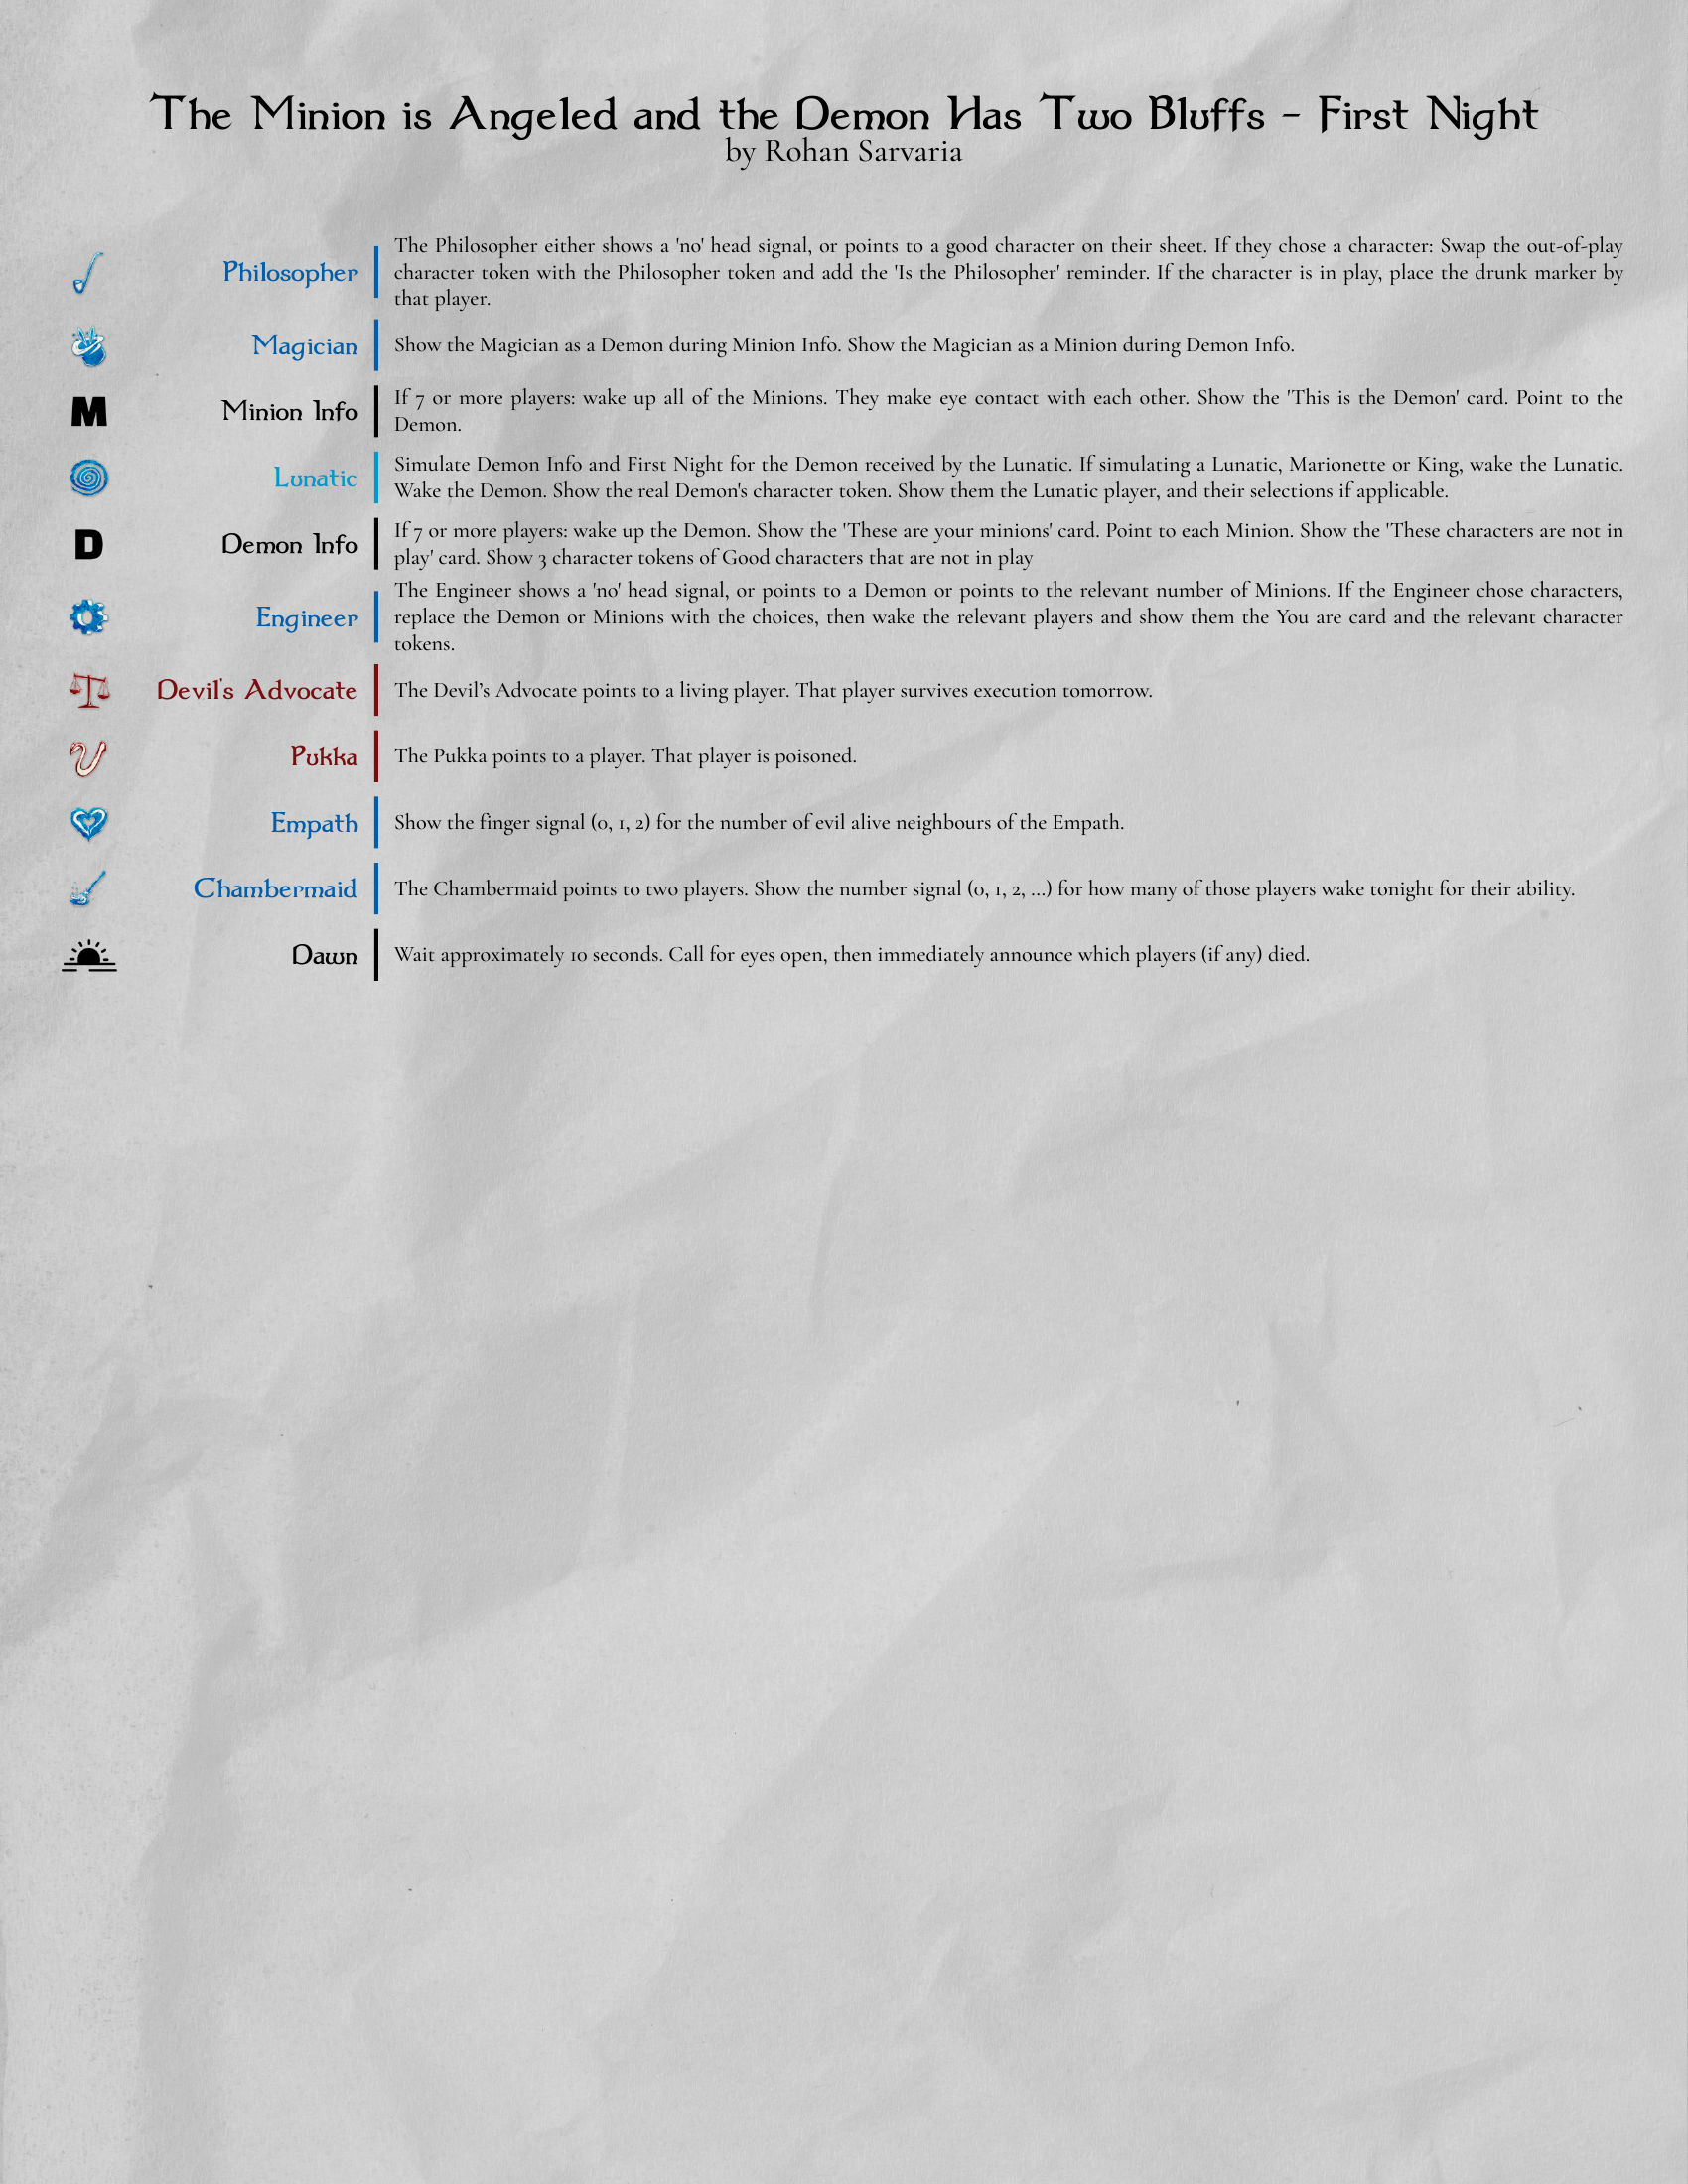 The Minion is Angeled and the Demon Has Two Bluffs - First Night
by Rohan Sarvaria
Philosopher
The Philosopher either shows a 'no' head signal, or points to a good character on their sheet. If they chose a character: Swap the out-of-play
character token with the Philosopher token and add the 'Is the Philosopher' reminder. If the character is in play, place the drunk marker by
that player.
Magician
Show the Magician as a Demon during Minion Info. Show the Magician as a Minion during Demon Info.
M
Minion Info
If 7 or more players: wake up all of the Minions. They make eye contact with each other. Show the 'This is the Demon' card. Point to the
Demon.
Lunatic
Simulate Demon Info and First Night for the Demon received by the Lunatic. If simulating a Lunatic, Marionette or King, wake the Lunatic.
Wake the Demon. Show the real Demon's character token. Show them the Lunatic player, and their selections if applicable.
D
Demon Info
If 7 or more players: wake up the Demon. Show the 'These are your minions' card. Point to each Minion. Show the 'These characters are not in
play' card. Show 3 character tokens of Good characters that are not in play
Engineer
The Engineer shows a 'no' head signal, or points to a Demon or points to the relevant number of Minions. If the Engineer chose characters,
replace the Demon or Minions with the choices, then wake the relevant players and show them the You are card and the relevant character
tokens.
Devil's Advocate
The Devil’s Advocate points to a living player. That player survives execution tomorrow.
Pukka
The Pukka points to a player. That player is poisoned.
Empath
Show the finger signal (0, 1, 2) for the number of evil alive neighbours of the Empath.
Chambermaid
The Chambermaid points to two players. Show the number signal (0, 1, 2, …) for how many of those players wake tonight for their ability.
Dawn
Wait approximately 10 seconds. Call for eyes open, then immediately announce which players (if any) died.